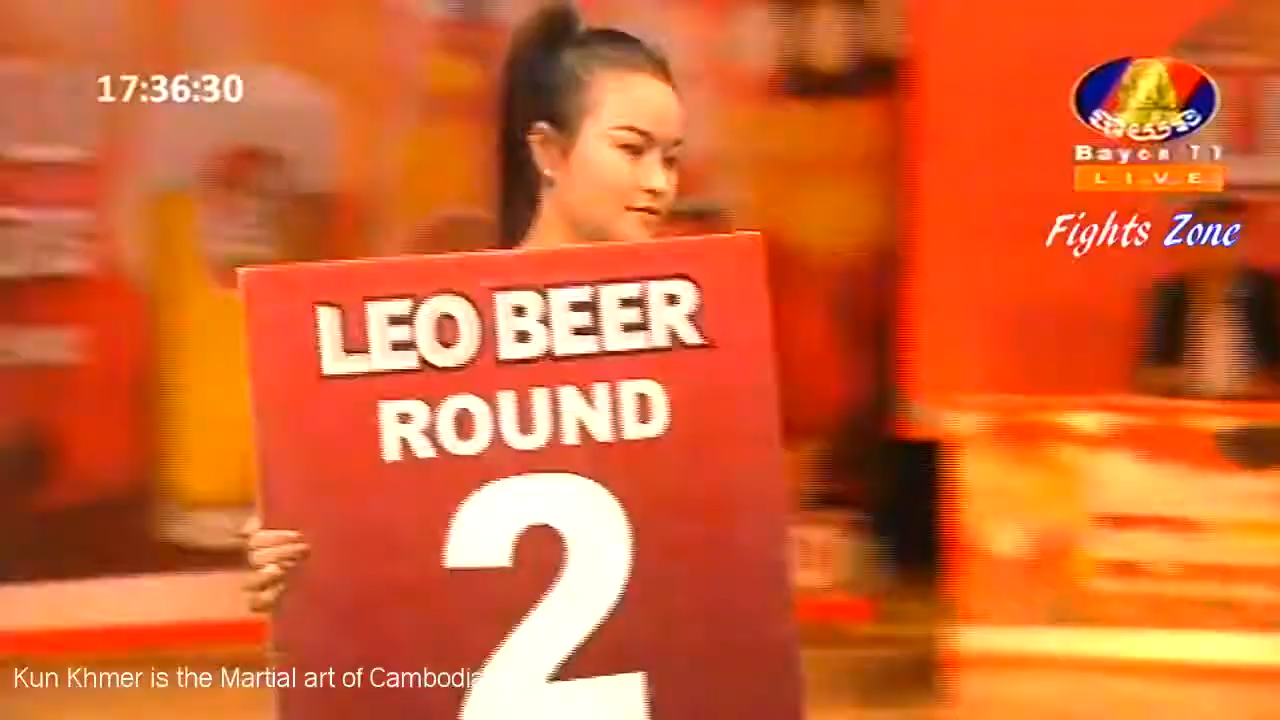 17:36:30
Bayon TV
LIVE
Fights Zone
LEO BEER
ROUND
2
Kun Khmer is the Martial art of Cambodia